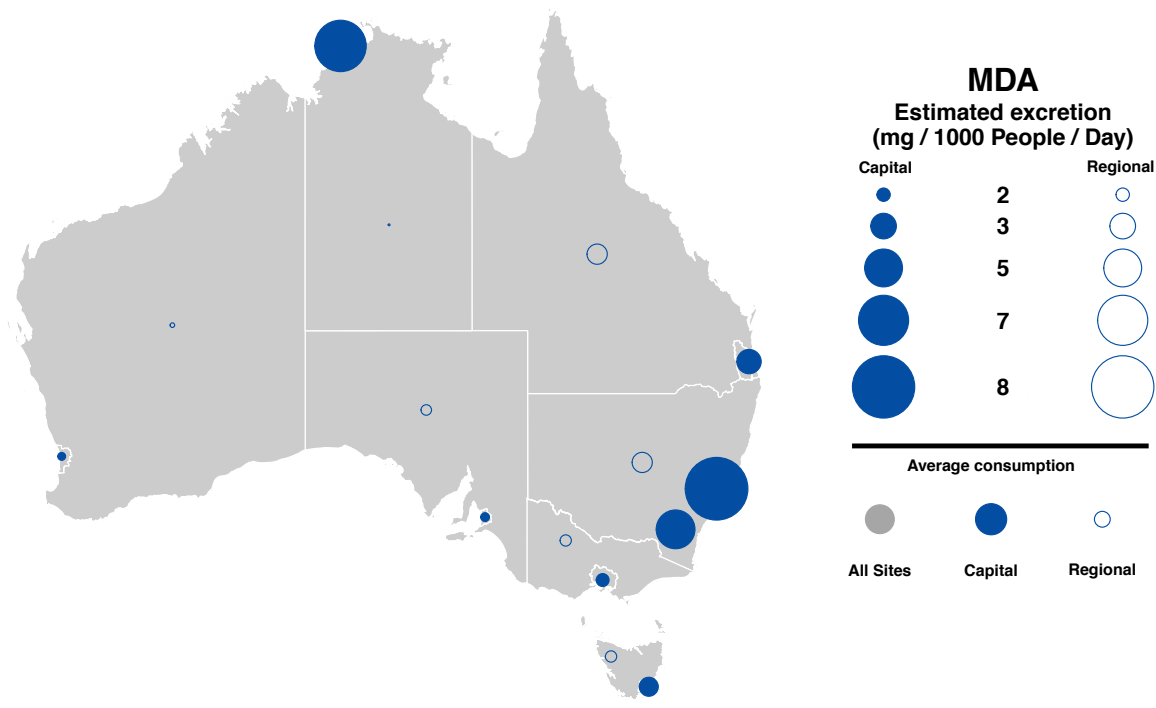 MDA
Estimated excretion
(mg / 1000 People / Day)
Capital
Regional
2
3
5
7
8
Average consumption
All Sites
Capital
Regional